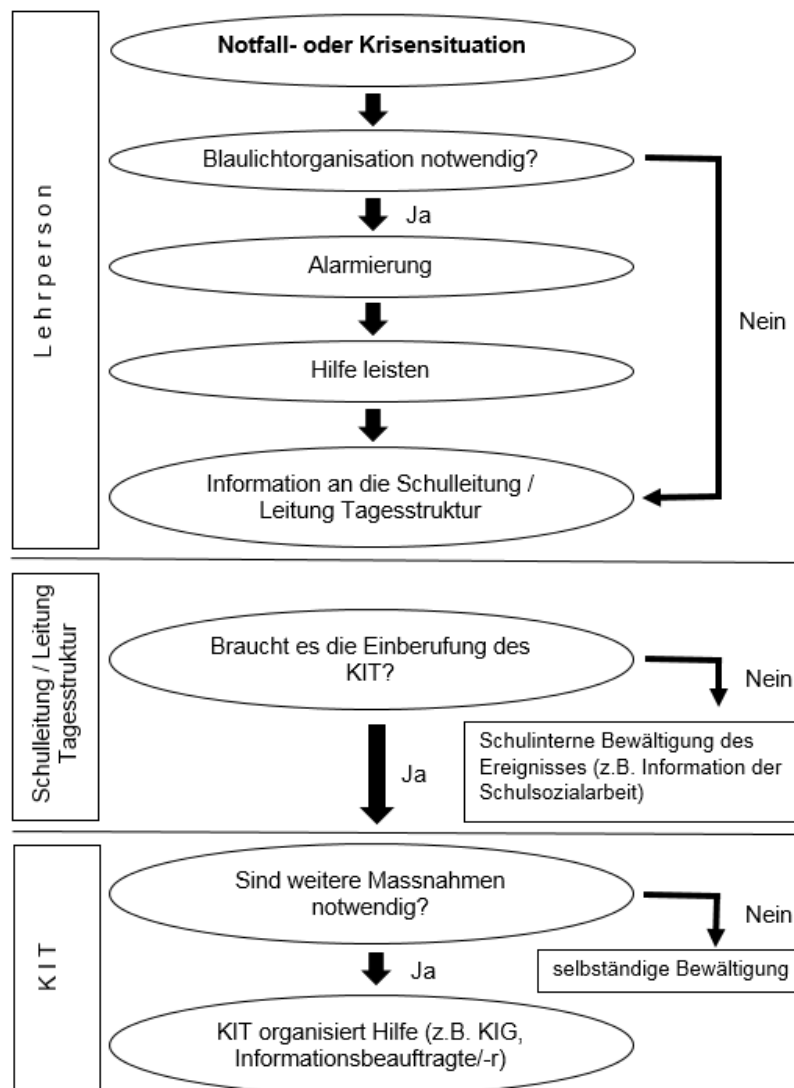 Lehrperson
Notfall- oder Krisensituation
Blaulichtorganisation notwendig?
Ja
Nein
Alarmierung
Hilfe leisten
Information an die Schulleitung /
Leitung Tagesstruktur
Schulleitung / Leitung
Tagesstruktur
Braucht es die Einberufung des
KIT?
Nein
Ja
Schulinterne Bewältigung des
Ereignisses (z.B. Information der
Schulsozialarbeit)
KIT
Sind weitere Massnahmen
notwendig?
Nein
Ja
selbständige Bewältigung
KIT organisiert Hilfe (z.B. KIG,
Informationsbeauftragte/-r)